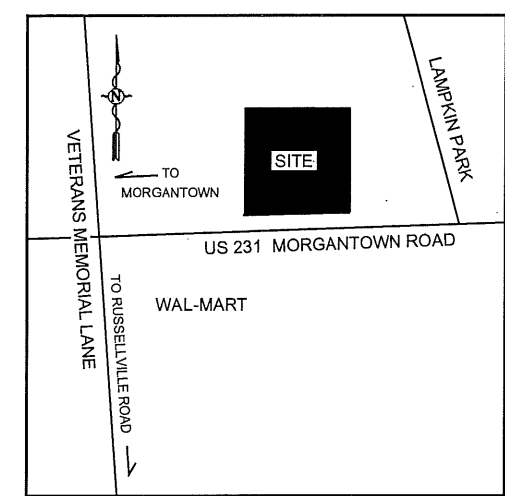 N
LAMPKIN PARK
SITE
TO
MORGANTOWN
VETERANS MEMORIAL LANE
US 231 MORGANTOWN ROAD
TO RUSSELLVILLE ROAD
WAL-MART